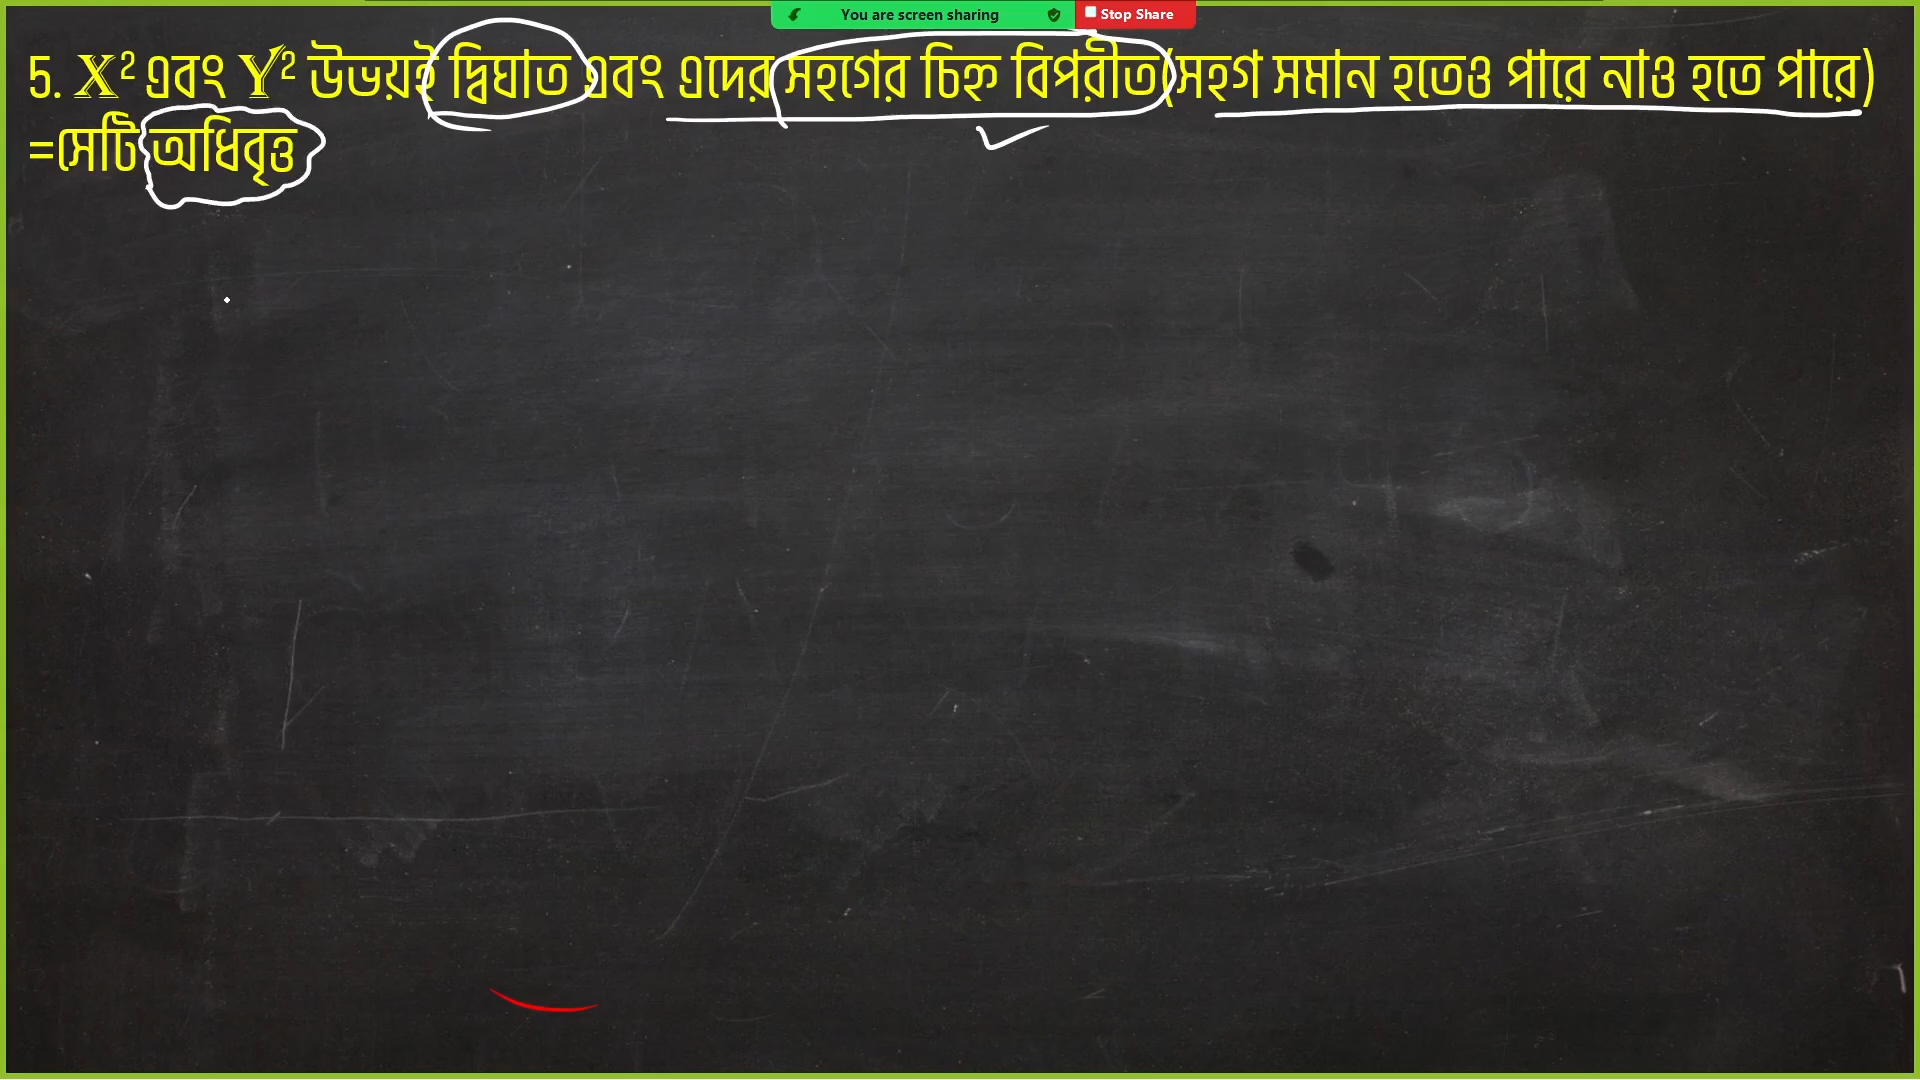 You are screen sharing Stop Share
5. X² এবং Y² উভয়ই দ্বিঘাত এবং এদের সহগের চিহ্ন বিপরীত(সহগ সমান হতেও পারে নাও হতে পারে)
=সেটি অধিবৃত্ত